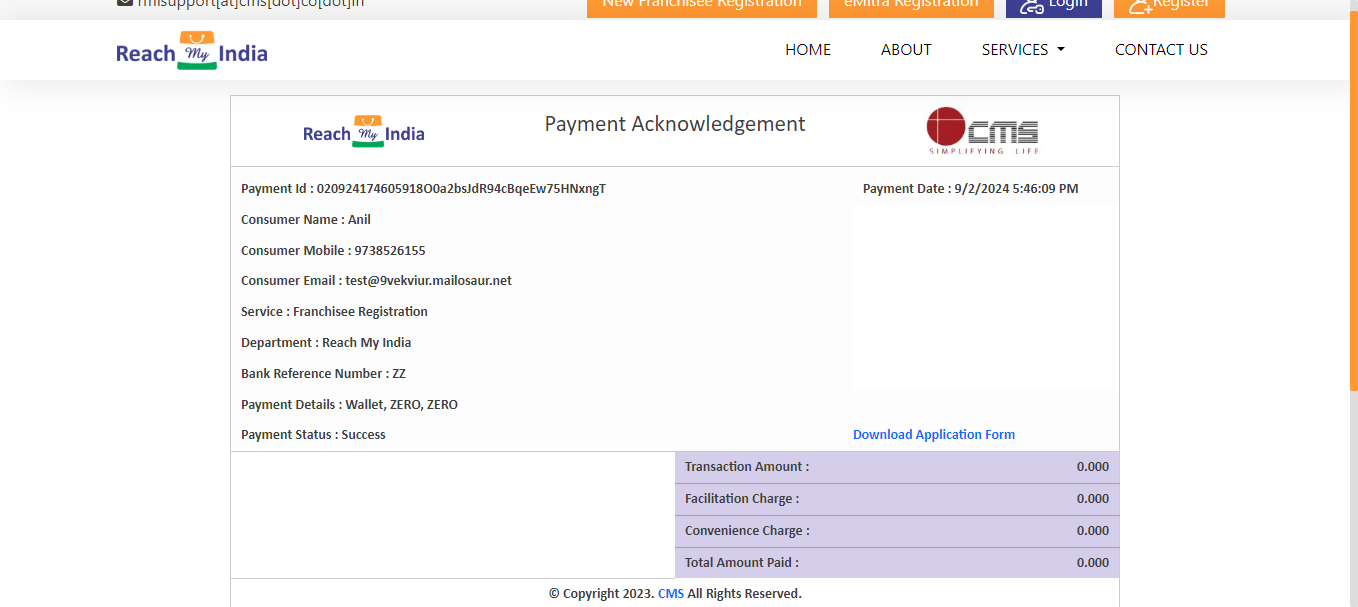 rmisupport[at]cms[dot]co[dot]in
New Franchisee Registration
eMitra Registration
Login
Register
Reach My India
HOME
ABOUT
SERVICES
CONTACT US
Reach My India
Payment Acknowledgement
CMS
SIMPLIFYING LIFE
Payment Id : 020924174605918O0a2bsJdR94cBqeEw75HNxngT
Payment Date : 9/2/2024 5:46:09 PM
Consumer Name : Anil
Consumer Mobile : 9738526155
Consumer Email : test@9vekviur.mailosaur.net
Service : Franchisee Registration
Department : Reach My India
Bank Reference Number : ZZ
Payment Details : Wallet, ZERO, ZERO
Payment Status : Success
Download Application Form
Transaction Amount : 0.000
Facilitation Charge : 0.000
Convenience Charge : 0.000
Total Amount Paid : 0.000
© Copyright 2023. CMS All Rights Reserved.